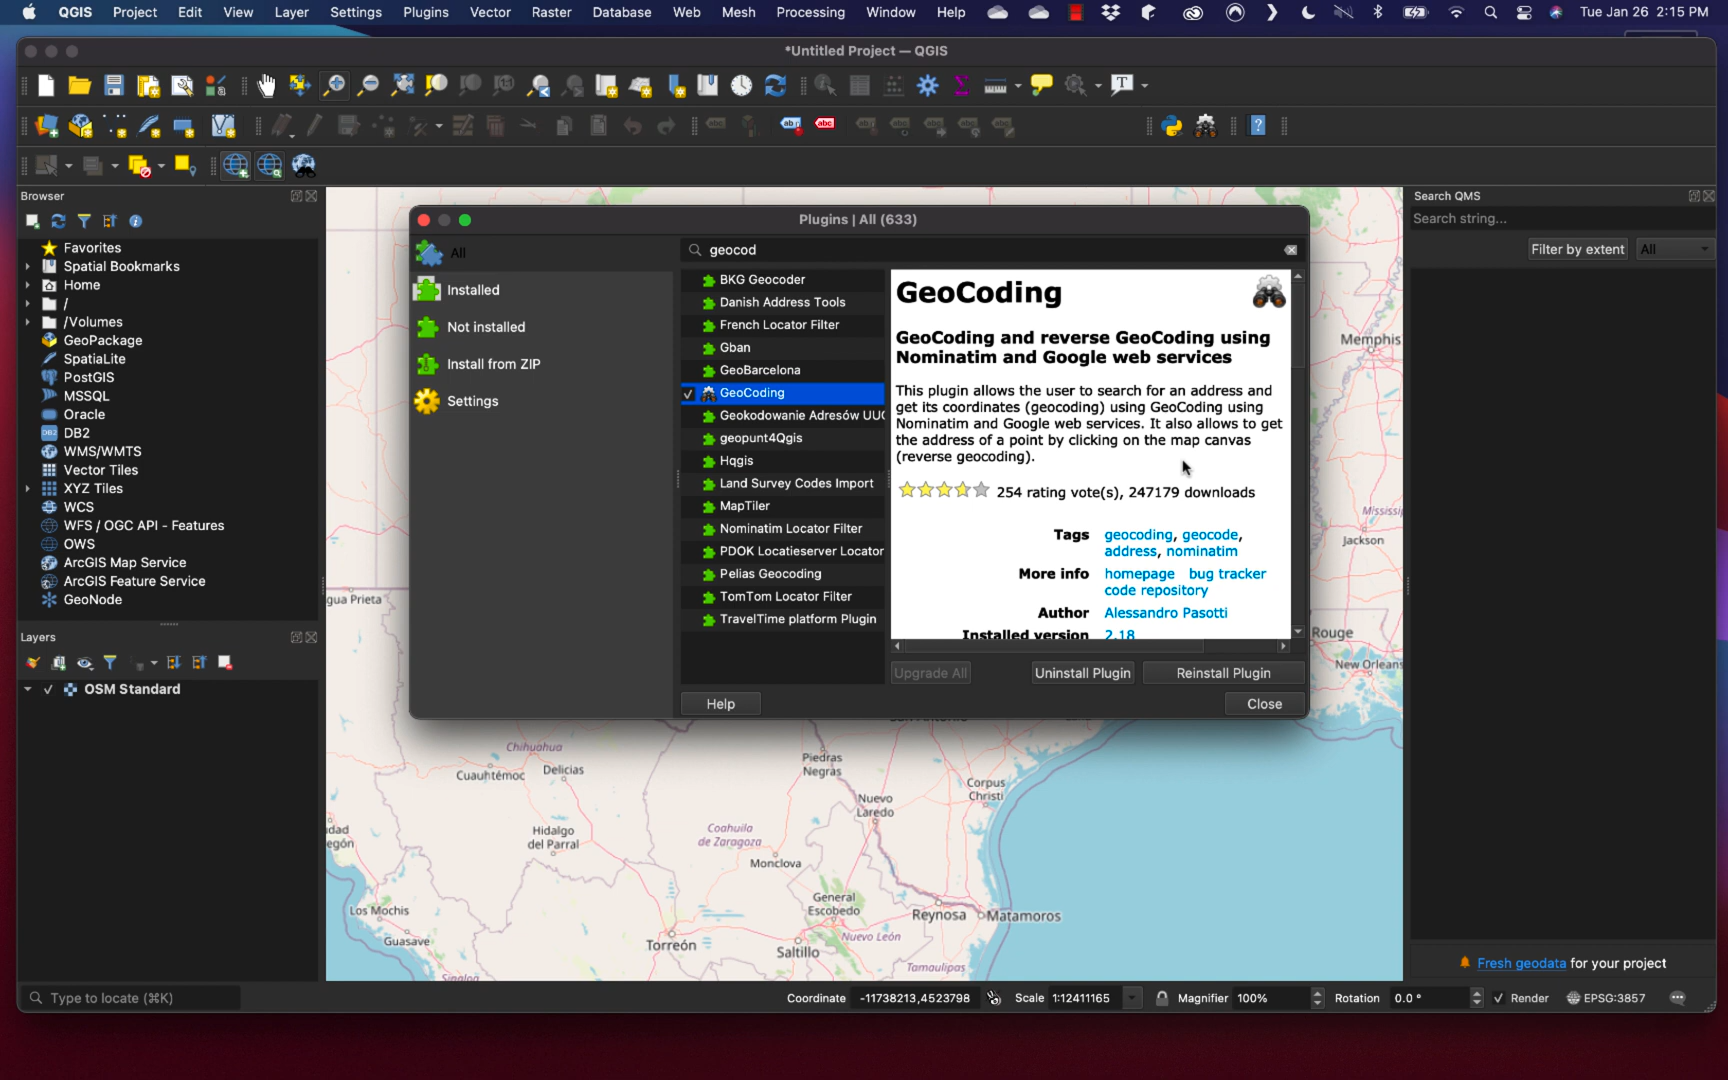 QGIS Project Edit View Layer Settings Plugins Vector Raster Database Web Mesh Processing Window Help Tue Jan 26 2:15 PM
*Untitled Project — QGIS
Browser
Favorites
Spatial Bookmarks
Home
/
/Volumes
GeoPackage
SpatiaLite
PostGIS
MSSQL
Oracle
DB2
WMS/WMTS
Vector Tiles
XYZ Tiles
WCS
WFS / OGC API - Features
OWS
ArcGIS Map Service
ArcGIS Feature Service
GeoNode
Layers
OSM Standard
Plugins | All (633)
All
Installed
Not installed
Install from ZIP
Settings
geocod
BKG Geocoder
Danish Address Tools
French Locator Filter
Gban
GeoBarcelona
GeoCoding
Geokodowanie Adresów UUG
geopunt4Qgis
Hqgis
Land Survey Codes Import
MapTiler
Nominatim Locator Filter
PDOK Locatieserver Locator
Pelias Geocoding
TomTom Locator Filter
TravelTime platform Plugin
GeoCoding
GeoCoding and reverse GeoCoding using
Nominatim and Google web services
This plugin allows the user to search for an address and
get its coordinates (geocoding) using GeoCoding using
Nominatim and Google web services. It also allows to get
the address of a point by clicking on the map canvas
(reverse geocoding).
254 rating vote(s), 247179 downloads
Tags geocoding, geocode,
address, nominatim
More info homepage bug tracker
code repository
Author Alessandro Pasotti
Installed version 2.18
Upgrade All Uninstall Plugin Reinstall Plugin
Help Close
Search QMS
Search string...
Filter by extent All
Memphis
Mississi
Jackson
Rouge
New Orleans
gua Prieta
San Antonio
Chihuahua
Cuauhtémoc
Delicias
Piedras
Negras
Corpus
Christi
Nuevo
Laredo
dad
egón
Hidalgo
del Parral
Coahuila
de Zaragoza
Monclova
General
Escobedo
Los Mochis
Reynosa
Matamoros
Guasave
Torreón
Nuevo León
Saltillo
Tamaulipas
Sinaloa
Fresh geodata for your project
Type to locate (⌘K)
Coordinate -11738213,4523798 Scale 1:12411165 Magnifier 100% Rotation 0.0 ° Render EPSG:3857